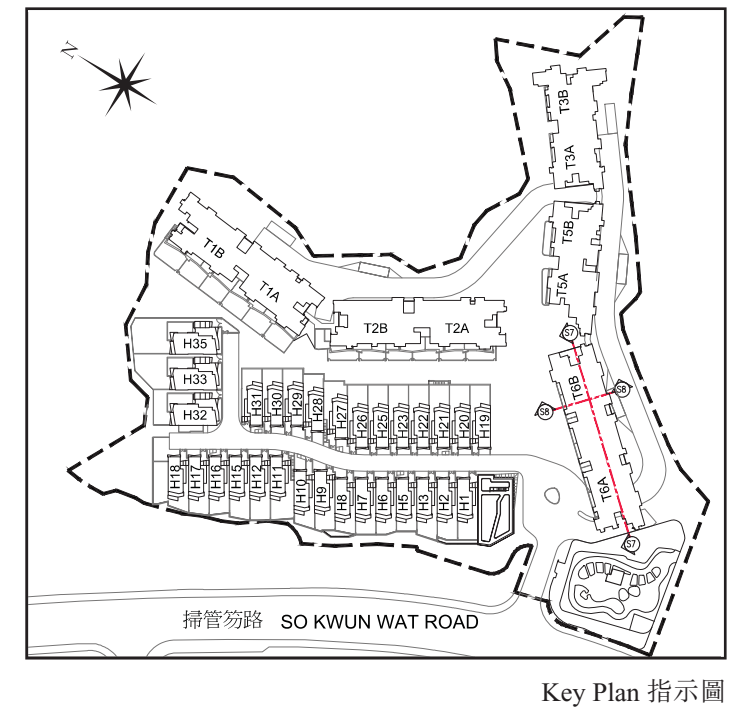 N
T3B
T3A
T5B
T5A
T1B
T1A
T2B
T2A
S7
T6B
S8
S8
T6A
S7
H35
H33
H32
H31
H30
H29
H28
H27
H26
H25
H23
H22
H21
H20
H19
H18
H17
H16
H15
H12
H11
H10
H9
H8
H7
H6
H5
H3
H2
H1
掃管笏路 SO KWUN WAT ROAD
Key Plan 指示圖